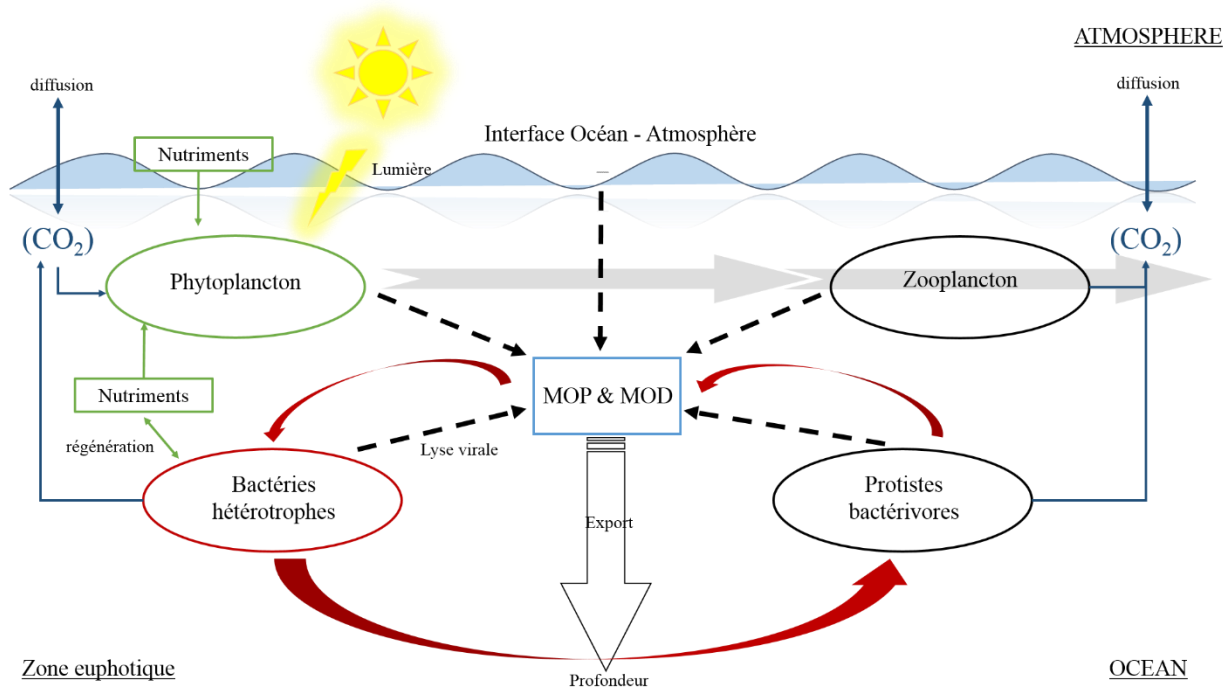 ATMOSPHERE
diffusion
diffusion
Interface Océan - Atmosphère
Nutriments
Lumière
(CO₂)
(CO₂)
Phytoplancton
Zooplancton
MOP & MOD
Nutriments
régénération
Lyse virale
Bactéries
hétérotrophes
Protistes
bactérivores
Export
Zone euphotique
OCEAN
Profondeur